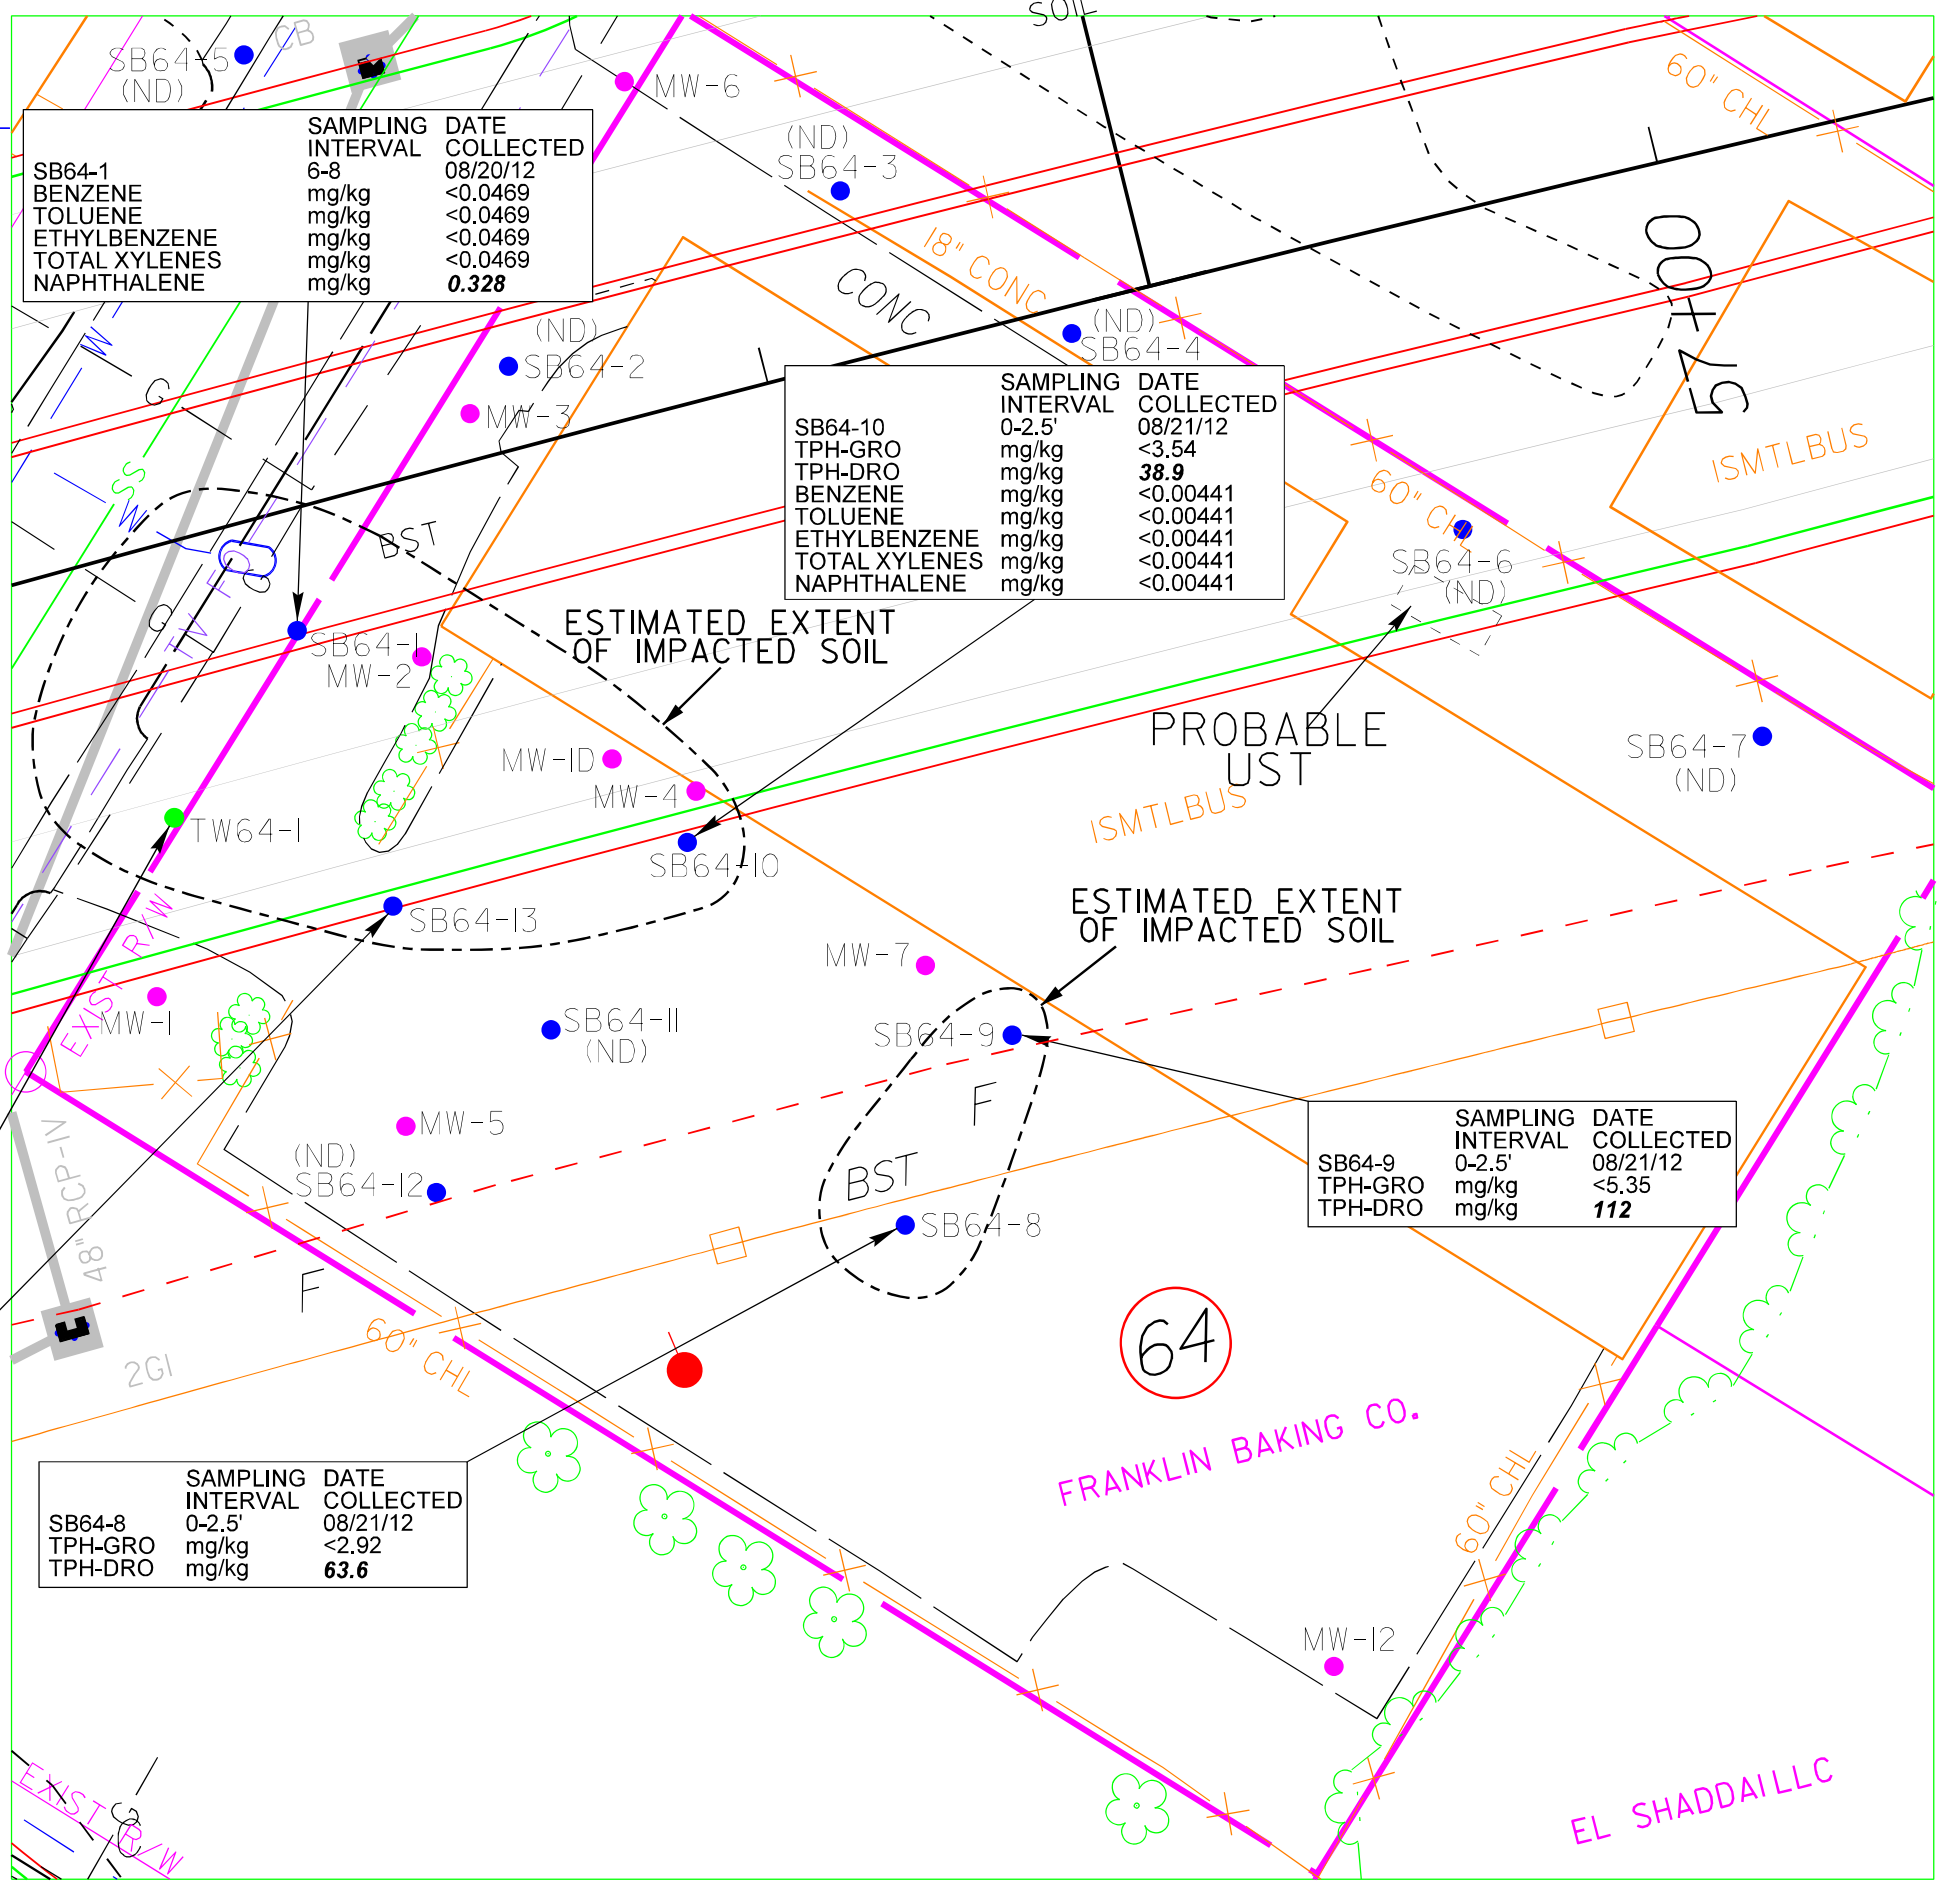 SOIL
CB
SB64-5
(ND)
MW-6
60" CHL
(ND)
SB64-3
SAMPLING DATE
INTERVAL COLLECTED
SB64-1 6-8 08/20/12
BENZENE mg/kg <0.0469
TOLUENE mg/kg <0.0469
ETHYLBENZENE mg/kg <0.0469
TOTAL XYLENES mg/kg <0.0469
NAPHTHALENE mg/kg 0.328
18" CONC
CONC
00+15
(ND)
SB64-2
(ND)
SB64-4
W
G
MW-3
SAMPLING DATE
INTERVAL COLLECTED
SB64-10 0-2.5' 08/21/12
TPH-GRO mg/kg <3.54
TPH-DRO mg/kg 38.9
BENZENE mg/kg <0.00441
TOLUENE mg/kg <0.00441
ETHYLBENZENE mg/kg <0.00441
TOTAL XYLENES mg/kg <0.00441
NAPHTHALENE mg/kg <0.00441
ISMTLBUS
60" CHL
SS
W
BST
SB64-6
(ND)
FO
TV
G
G
ESTIMATED EXTENT
OF IMPACTED SOIL
SB64-1
MW-2
PROBABLE
UST
SB64-7
(ND)
MW-1D
MW-4
ISMTLBUS
TW64-1
SB64-10
SB64-13
ESTIMATED EXTENT
OF IMPACTED SOIL
EXIST R/W
MW-7
MW-1
SB64-11
(ND)
SB64-9
F
MW-5
48" RCP-IV
(ND)
SB64-12
BST
SB64-8
SAMPLING DATE
INTERVAL COLLECTED
SB64-9 0-2.5' 08/21/12
TPH-GRO mg/kg <5.35
TPH-DRO mg/kg 112
F
2GI
60" CHL
64
FRANKLIN BAKING CO.
SAMPLING DATE
INTERVAL COLLECTED
SB64-8 0-2.5' 08/21/12
TPH-GRO mg/kg <2.92
TPH-DRO mg/kg 63.6
60" CHL
MW-12
EL SHADDAI LLC
EXIST R/W